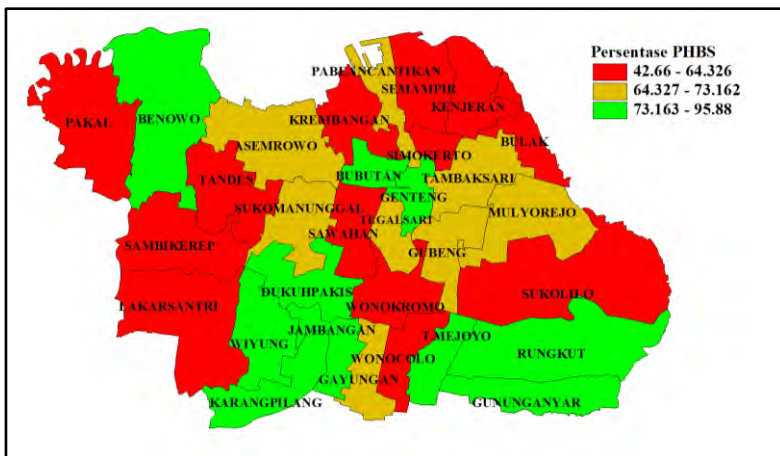 Persentase PHBS
42.66 - 64.326
64.327 - 73.162
73.163 - 95.88
PABEANCANTIKAN
SEMAMPIR
KENJERAN
PAKAL
BENOWO
KREMBANGAN
ASEMROWO
BULAK
SIMOKERTO
BUBUTAN
TANDES
TAMBAKSARI
GENTENG
SUKOMANUNGGAL
TEGALSARI
MULYOREJO
SAWAHAN
SAMBIKEREP
GUBENG
DUKUHPAKIS
SUKOLILO
LAKARSANTRI
WONOKROMO
JAMBANGAN
T.MEJOYO
WIYUNG
WONOCOLO
RUNGKUT
GAYUNGAN
KARANGPILANG
GUNUNGANYAR